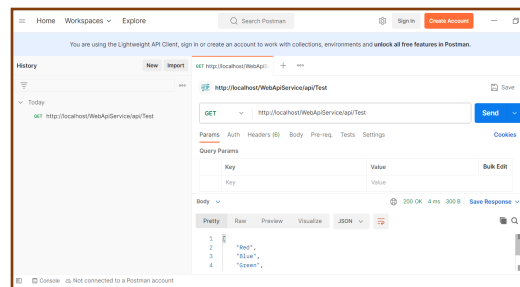 Home Workspaces Explore Search Postman Sign In Create Account
You are using the Lightweight API Client, sign in or create an account to work with collections, environments and unlock all free features in Postman.
History New Import GET http://localhost/WebApiS
Today
GET http://localhost/WebApiService/api/Test
http://localhost/WebApiService/api/Test Save
GET http://localhost/WebApiService/api/Test Send
Params Auth Headers (6) Body Pre-req. Tests Settings Cookies
Query Params
Key Value Bulk Edit
Key Value
Body 200 OK 4 ms 300 B Save Response
Pretty Raw Preview Visualize JSON
1 [
2 "Red",
3 "Blue",
4 "Green",
Console Not connected to a Postman account